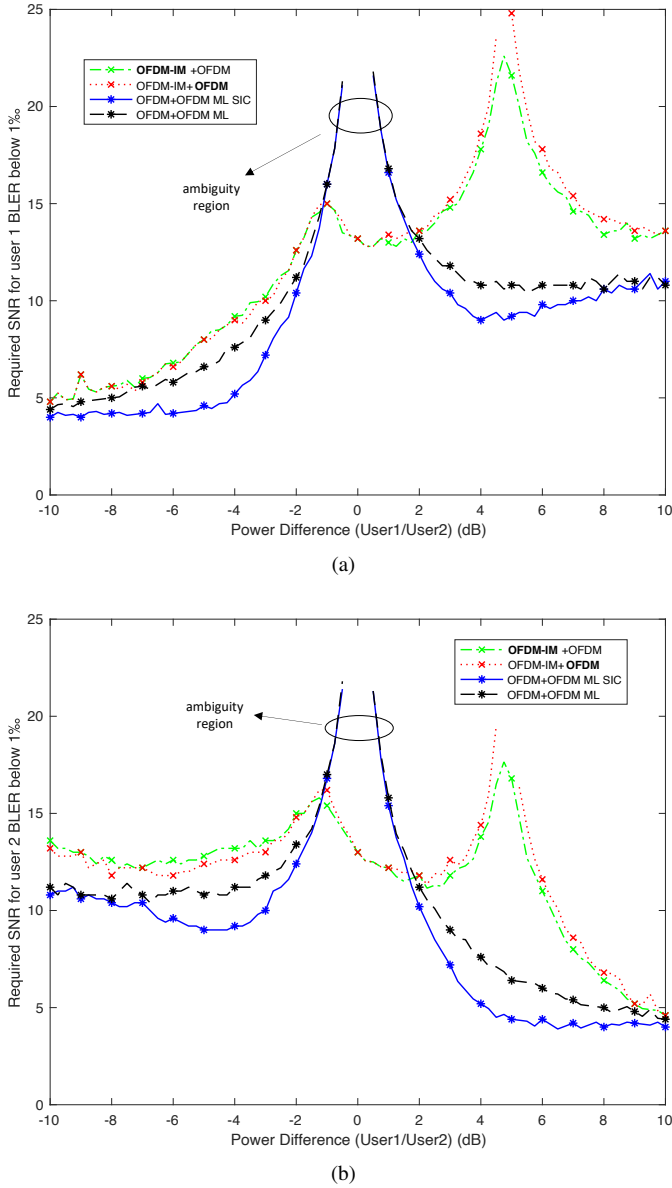 25
20
15
10
5
0
Required SNR for user 1 BLER below 1‰
OFDM-IM +OFDM
OFDM-IM+OFDM
OFDM+OFDM ML SIC
OFDM+OFDM ML
ambiguity
region
-10 -8 -6 -4 -2 0 2 4 6 8 10
Power Difference (User1/User2) (dB)
(a)
25
20
15
10
5
0
Required SNR for user 2 BLER below 1‰
ambiguity
region
OFDM-IM +OFDM
OFDM-IM+OFDM
OFDM+OFDM ML SIC
OFDM+OFDM ML
-10 -8 -6 -4 -2 0 2 4 6 8 10
Power Difference (User1/User2) (dB)
(b)